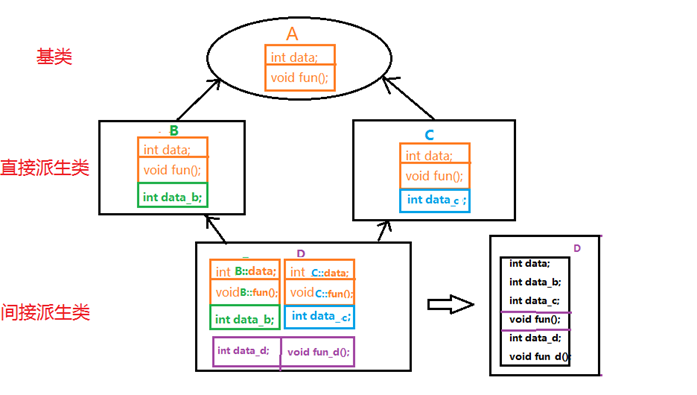 A
基类
int data;
void fun();
B
C
直接派生类
int data;
void fun();
int data_b;
int data;
void fun();
int data_c ;
D
间接派生类
int B::data;
int C::data;
void B::fun();
void C::fun();
int data_b;
int data_c;
int data_d;
void fun_d();
D
int data;
int data_b;
int data_c;
void fun();
int data_d;
void fun d();